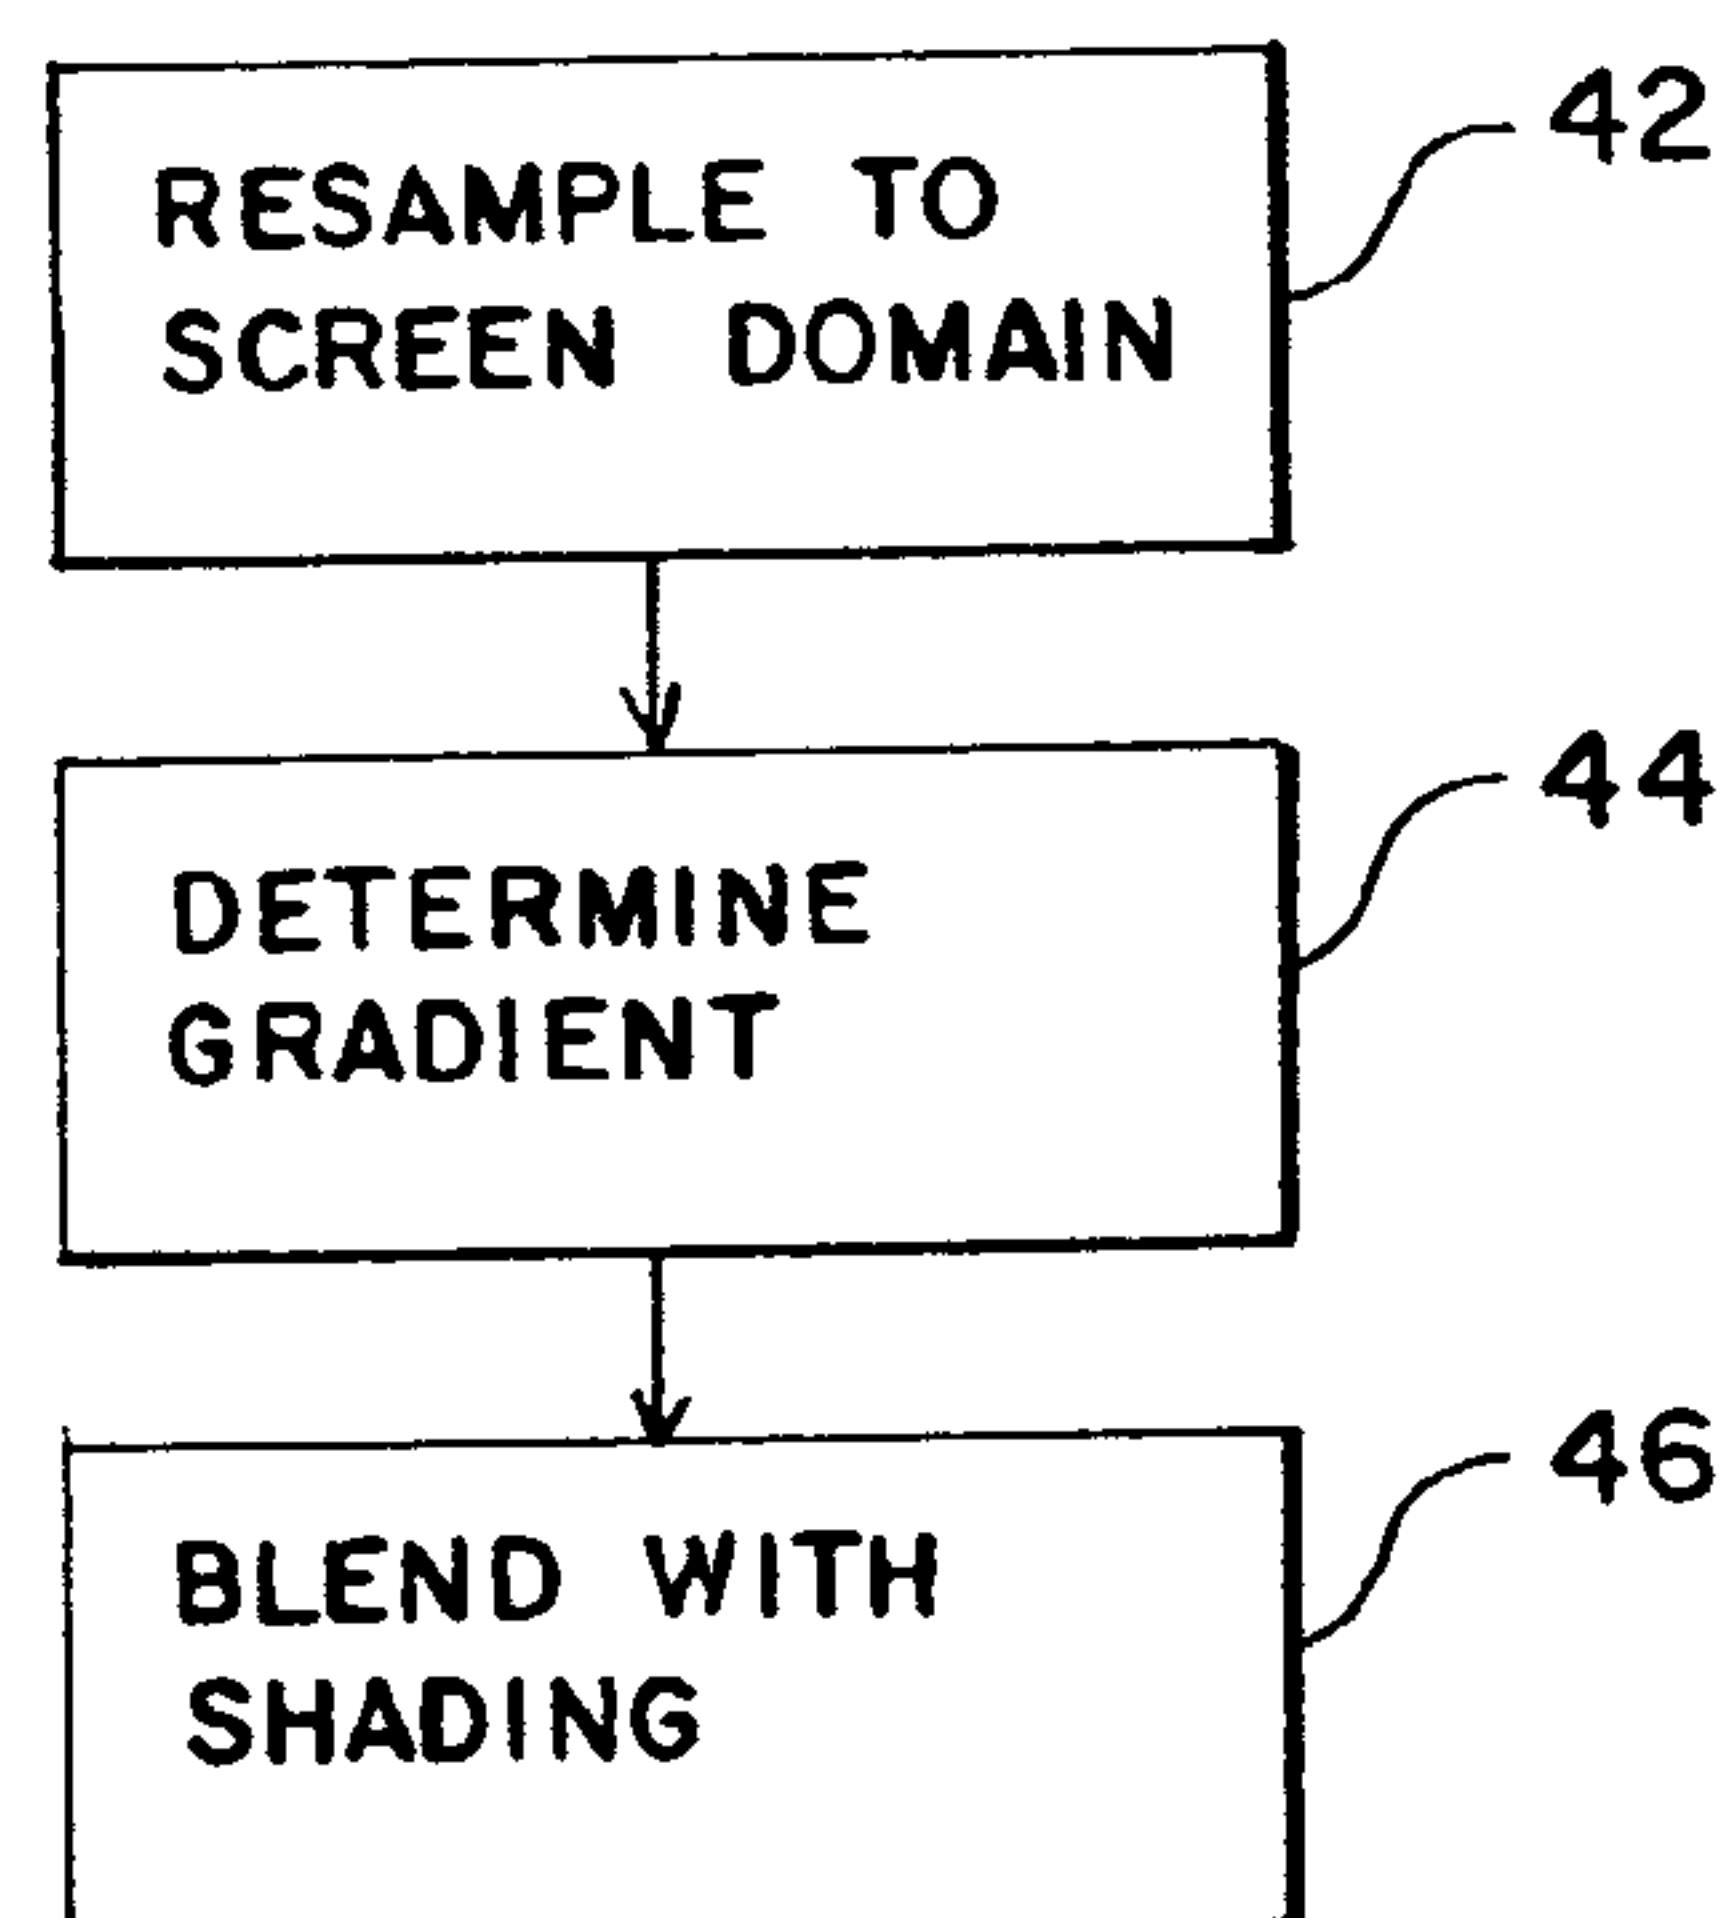 RESAMPLE TO
SCREEN DOMAIN
42
DETERMINE
GRADIENT
44
BLEND WITH
SHADING
46